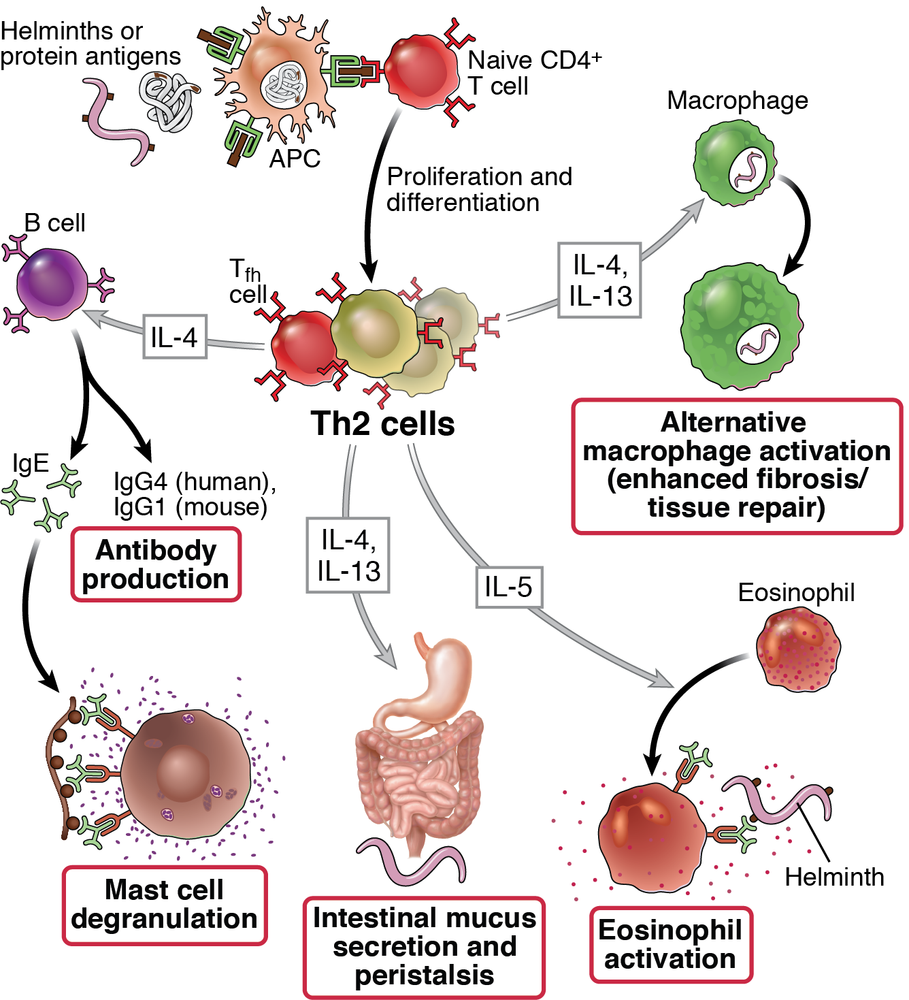 Helminths or
protein antigens
APC
Naive CD4+
T cell
Proliferation and
differentiation
Macrophage
B cell
Tfh
cell
IL-4
IL-4,
IL-13
Th2 cells
Alternative
macrophage activation
(enhanced fibrosis/
tissue repair)
IgE
IgG4 (human),
IgG1 (mouse)
Antibody
production
IL-4,
IL-13
IL-5
Eosinophil
Helminth
Mast cell
degranulation
Intestinal mucus
secretion and
peristalsis
Eosinophil
activation